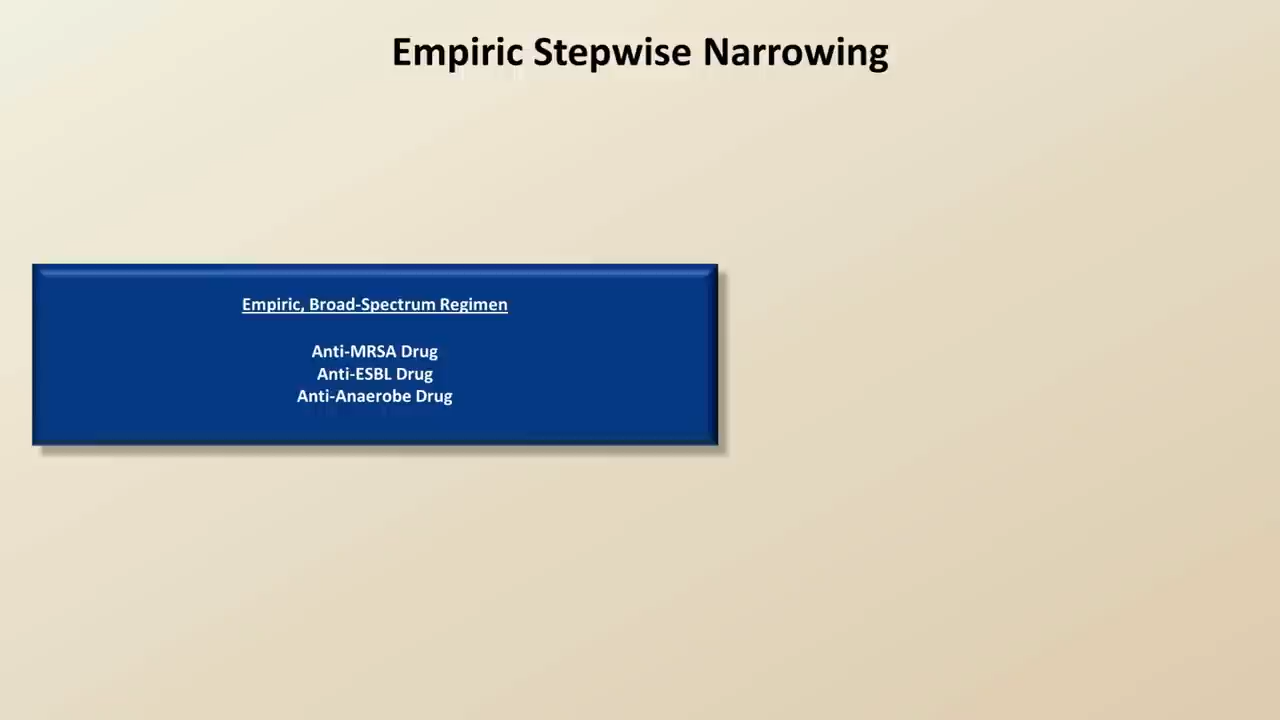 Empiric Stepwise Narrowing
Empiric, Broad-Spectrum Regimen
Anti-MRSA Drug
Anti-ESBL Drug
Anti-Anaerobe Drug